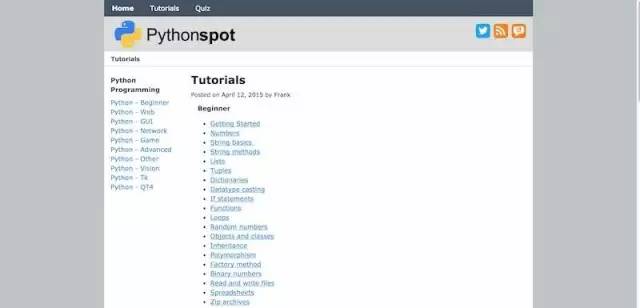 Home Tutorials Quiz
Pythonspot
Tutorials
Python
Programming
Python - Beginner
Python - Web
Python - GUI
Python - Network
Python - Game
Python - Advanced
Python - Other
Python - Vision
Python - Tk
Python - QT4
Tutorials
Posted on April 12, 2015 by Frank
Beginner
Getting Started
Numbers
String basics
String methods
Lists
Tuples
Dictionaries
Datatype casting
If statements
Functions
Loops
Random numbers
Objects and classes
Inheritance
Polymorphism
Factory method
Binary numbers
Read and write files
Spreadsheets
Zip archives